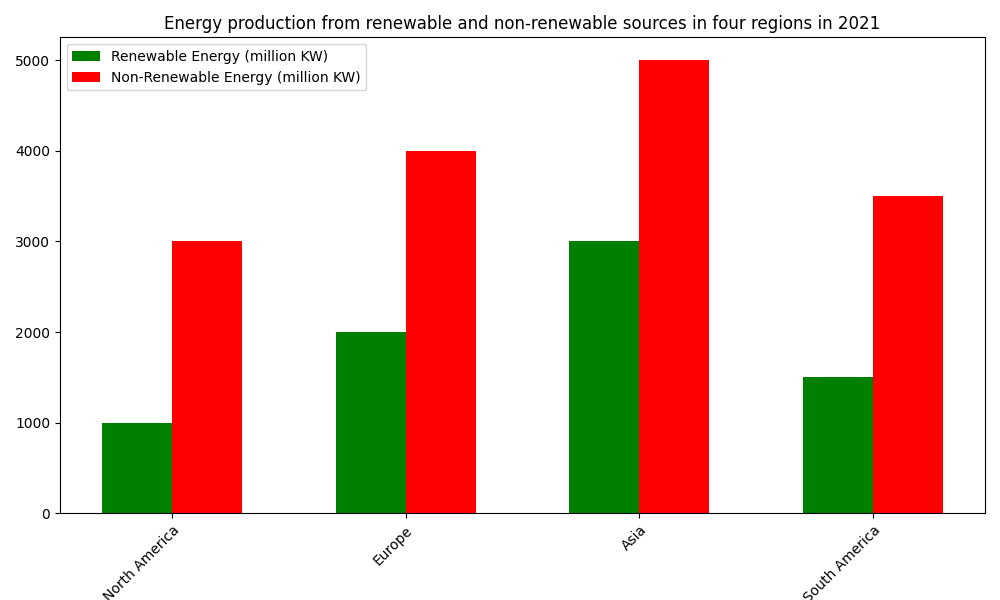 Energy production from renewable and non-renewable sources in four regions in 2021
Renewable Energy (million KW)
Non-Renewable Energy (million KW)
5000
4000
3000
2000
1000
0
North America
Europe
Asia
South America